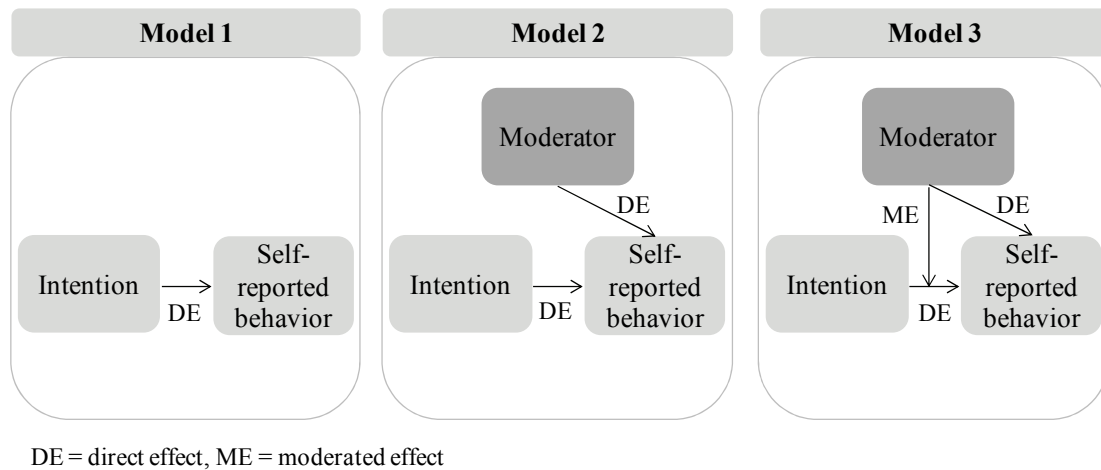 Model 1
Intention
DE
Self-
reported
behavior
Model 2
Moderator
DE
Intention
DE
Self-
reported
behavior
Model 3
Moderator
ME
DE
Intention
DE
Self-
reported
behavior
DE = direct effect, ME = moderated effect